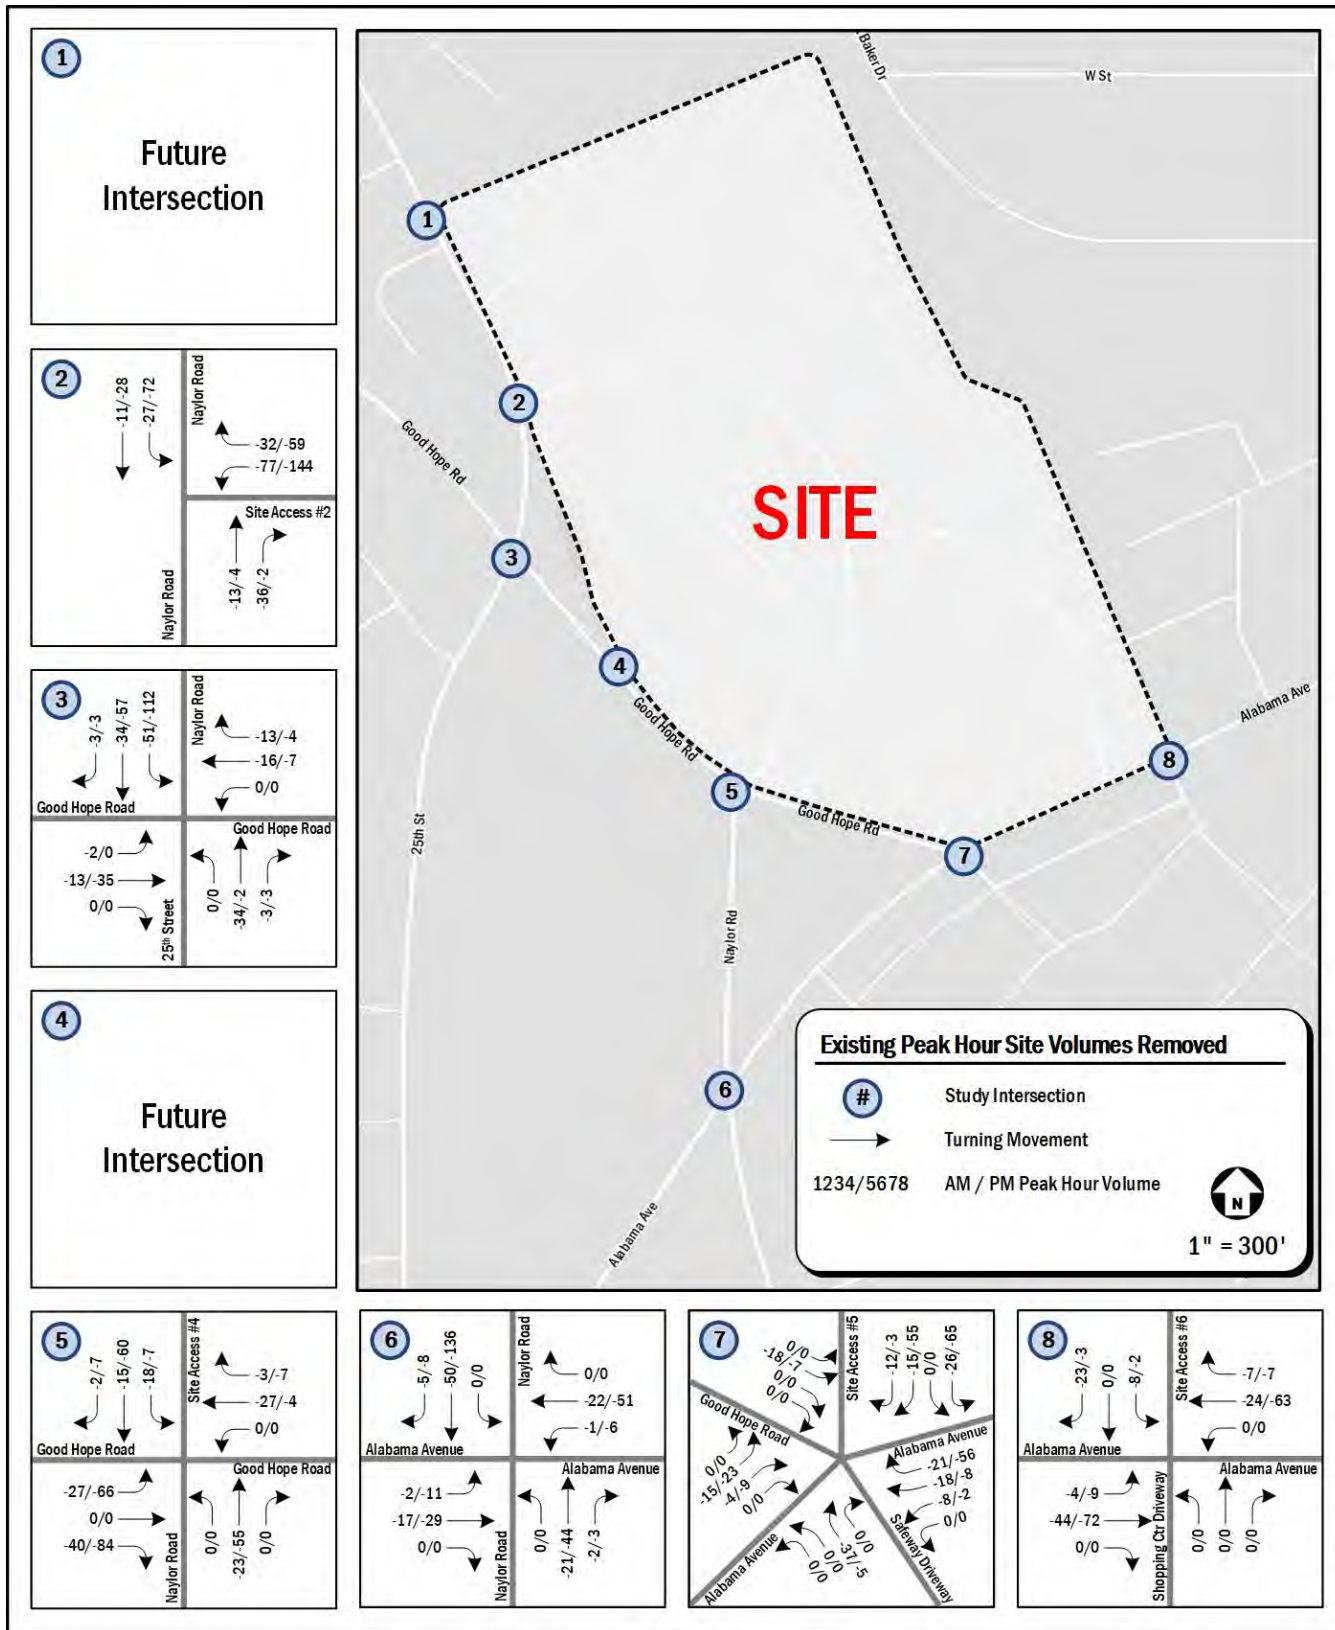 1
Future
Intersection
2
-11/-28
-27/-72
Naylor Road
-32/-59
-77/-144
Site Access #2
Naylor Road
-13/-4
-36/-2
3
-3/-3
-34/-57
-51/-112
Naylor Road
-13/-4
-16/-7
0/0
Good Hope Road
Good Hope Road
-2/0
-13/-35
0/0
25th Street
0/0
-34/-2
-3/-3
4
Future
Intersection
Baker Dr
W St
1
2
Good Hope Rd
3
SITE
4
Good Hope Rd
Alabama Ave
8
5
Good Hope Rd
7
25th St
Naylor Rd
6
Alabama Ave
Existing Peak Hour Site Volumes Removed
# Study Intersection
Turning Movement
1234/5678 AM / PM Peak Hour Volume
N
1" = 300'
5
-2/-7
-15/-60
-18/-7
Site Access #4
-3/-7
-27/-4
0/0
Good Hope Road
Good Hope Road
-27/-66
0/0
-40/-84
Naylor Road
0/0
-23/-55
0/0
6
-5/-8
-50/-136
0/0
Naylor Road
0/0
-22/-51
-1/-6
Alabama Avenue
Alabama Avenue
-2/-11
-17/-29
0/0
Naylor Road
0/0
-21/-44
-2/-3
7
0/0
-18/-7
0/0
0/0
Site Access #5
-12/-3
-15/-55
0/0
-26/-65
Good Hope Road
Alabama Avenue
0/0
-15/-23
-4/-9
0/0
-21/-56
-18/-8
-8/-2
0/0
Alabama Avenue
0/0
0/0
-37/-5
0/0
Safeway Driveway
8
-23/-3
0/0
-8/-2
Site Access #6
-7/-7
-24/-63
0/0
Alabama Avenue
Alabama Avenue
-4/-9
-44/-72
0/0
Shopping Ctr Driveway
0/0
0/0
0/0